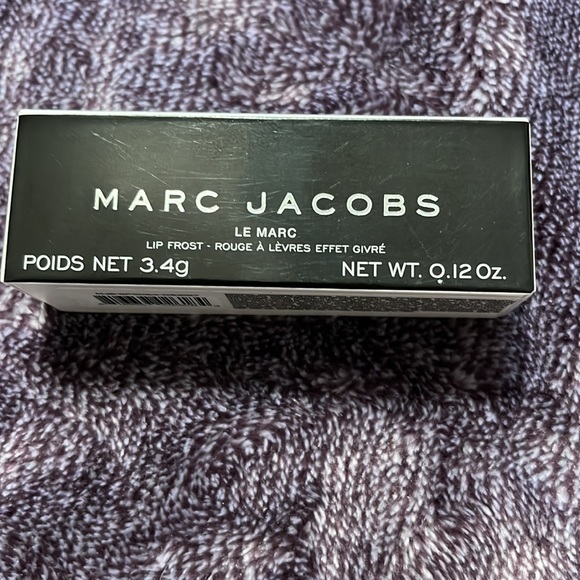 MARC JACOBS
LE MARC
LIP FROST - ROUGE À LÈVRES EFFET GIVRÉ
POIDS NET 3.4g NET WT. 0.12 Oz.